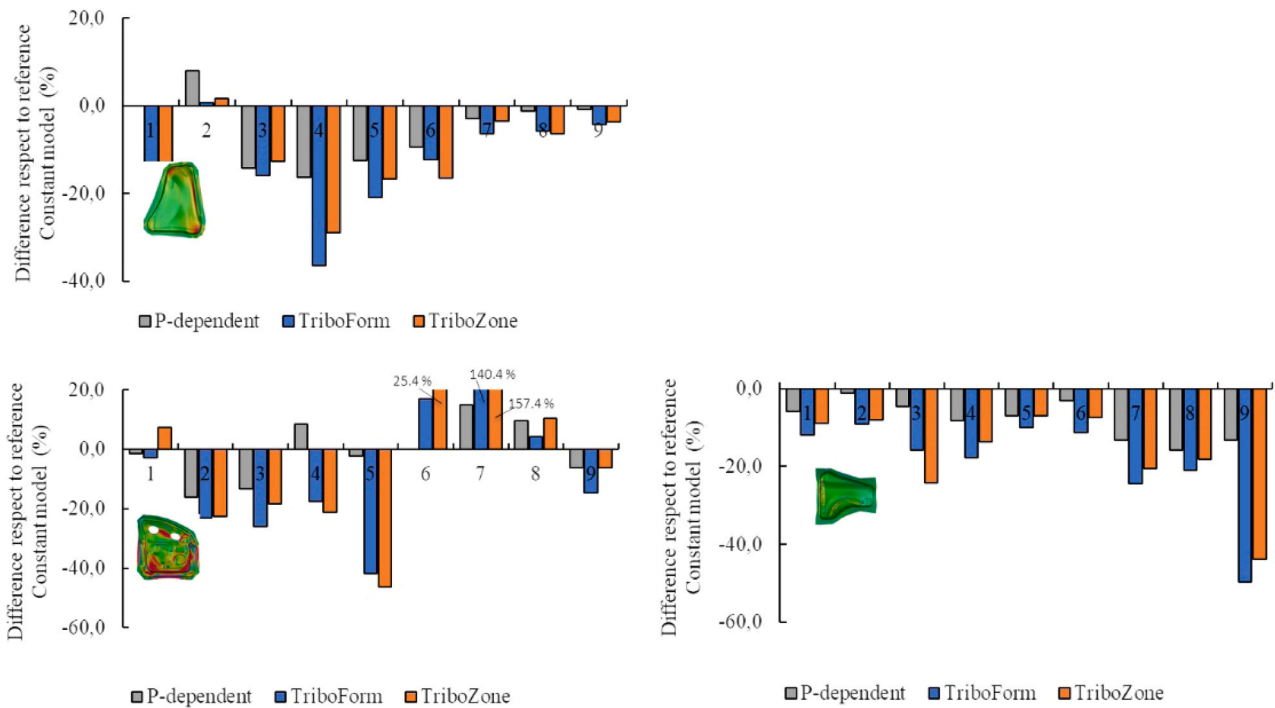 Difference respect to reference
Constant model (%)
20,0
0,0
-20,0
-40,0
1 2 3 4 5 6 7 8 9
P-dependent TriboForm TriboZone
Difference respect to reference
Constant model (%)
20,0
0,0
-20,0
-40,0
-60,0
25.4 % 140.4 %
157.4 %
1 2 3 4 5 6 7 8 9
P-dependent TriboForm TriboZone
Difference respect to reference
Constant model (%)
0,0
-20,0
-40,0
-60,0
1 2 3 4 5 6 7 8 9
P-dependent TriboForm TriboZone